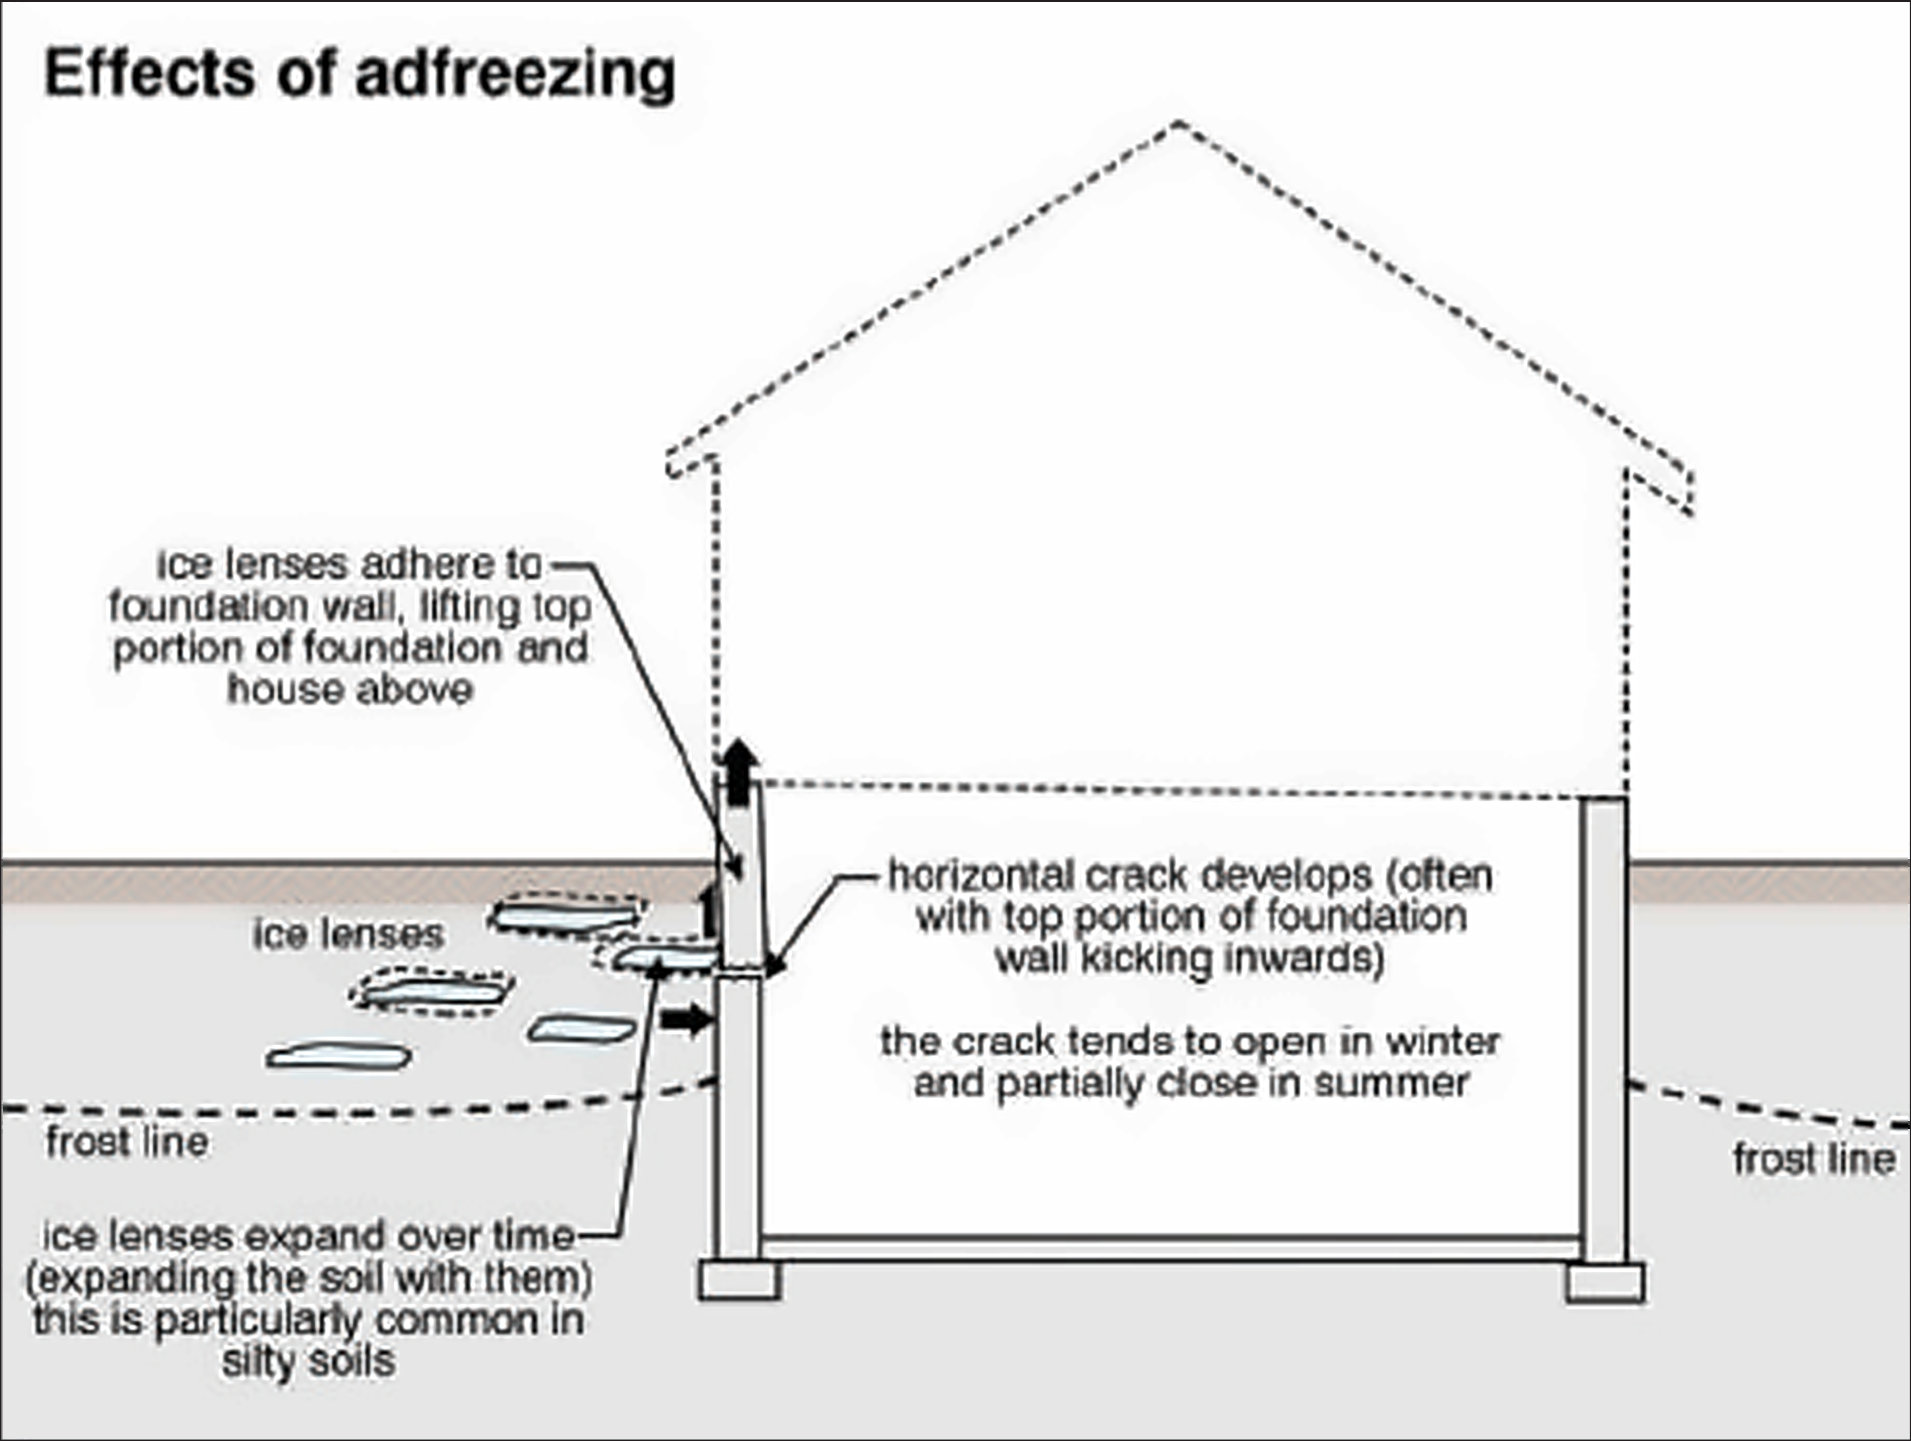 Effects of adfreezing
ice lenses adhere to
foundation wall, lifting top
portion of foundation and
house above
horizontal crack develops (often
with top portion of foundation
wall kicking inwards)
the crack tends to open in winter
and partially close in summer
ice lenses
frost line
frost line
ice lenses expand over time
(expanding the soil with them)
this is particularly common in
silty soils